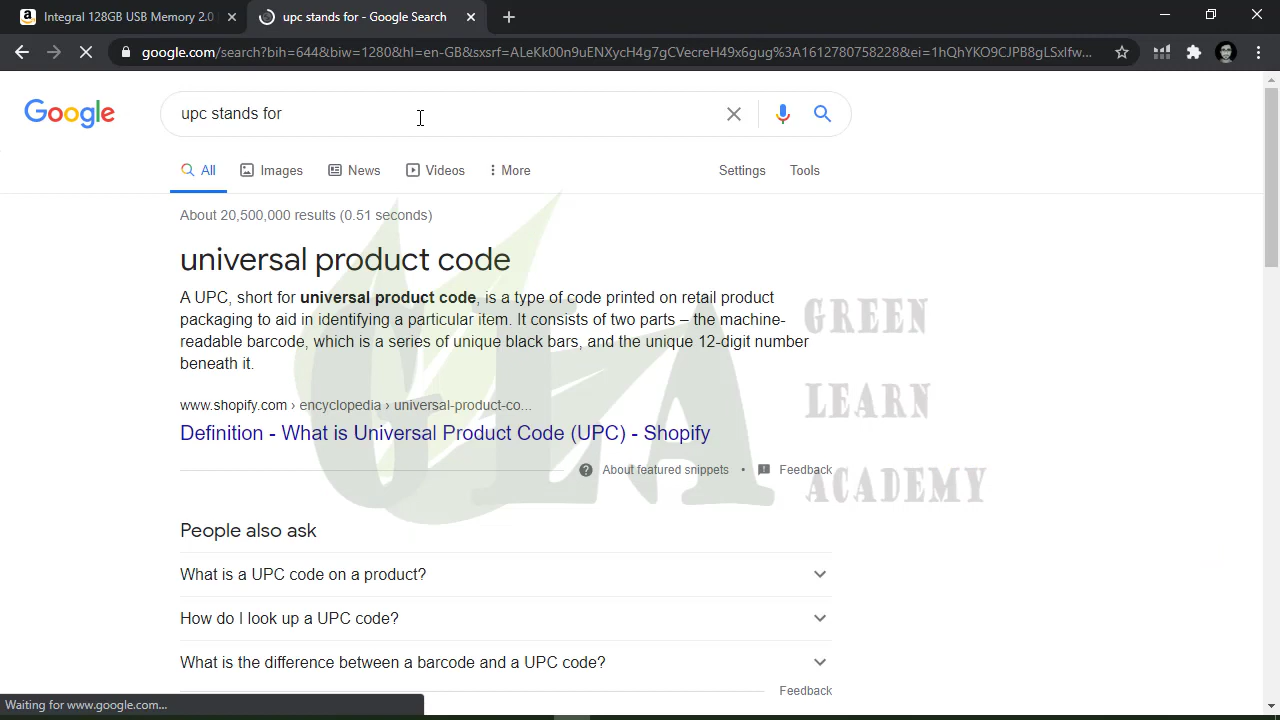 Integral 128GB USB Memory 2.0
upc stands for - Google Search
google.com/search?bih=644&biw=1280&hl=en-GB&sxsrf=ALeKk00n9uENXycH4g7gCVecreH49x6gug%3A1612780758228&ei=1hQhYKO9CJPB8gLSxIfw...
Google
upc stands for
All Images News Videos More Settings Tools
About 20,500,000 results (0.51 seconds)
universal product code
A UPC, short for universal product code, is a type of code printed on retail product
packaging to aid in identifying a particular item. It consists of two parts – the machine-
readable barcode, which is a series of unique black bars, and the unique 12-digit number
beneath it.
GLA
GREEN
LEARN
ACADEMY
www.shopify.com › encyclopedia › universal-product-co...
Definition - What is Universal Product Code (UPC) - Shopify
About featured snippets • Feedback
People also ask
What is a UPC code on a product?
How do I look up a UPC code?
What is the difference between a barcode and a UPC code?
Feedback
Waiting for www.google.com...